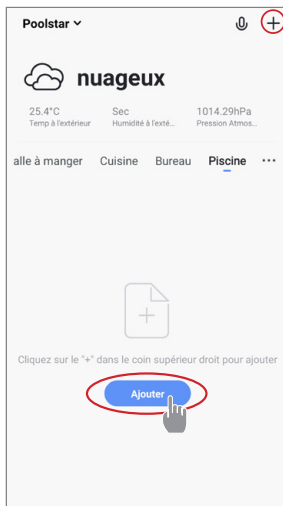 Poolstar
nuageux
25.4°C Sec 1014.29hPa
Temp à l'extérieur Humidité à l'exté... Pression Atmos...
alle à manger Cuisine Bureau Piscine ...
Cliquez sur le "+" dans le coin supérieur droit pour ajouter
Ajouter